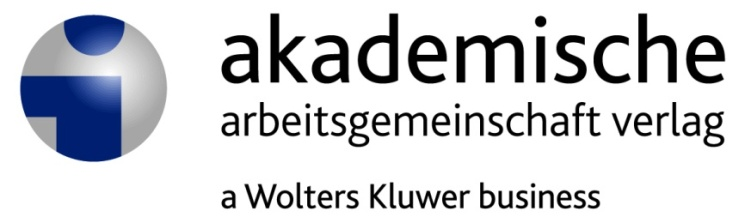 akademische
arbeitsgemeinschaft verlag
a Wolters Kluwer business